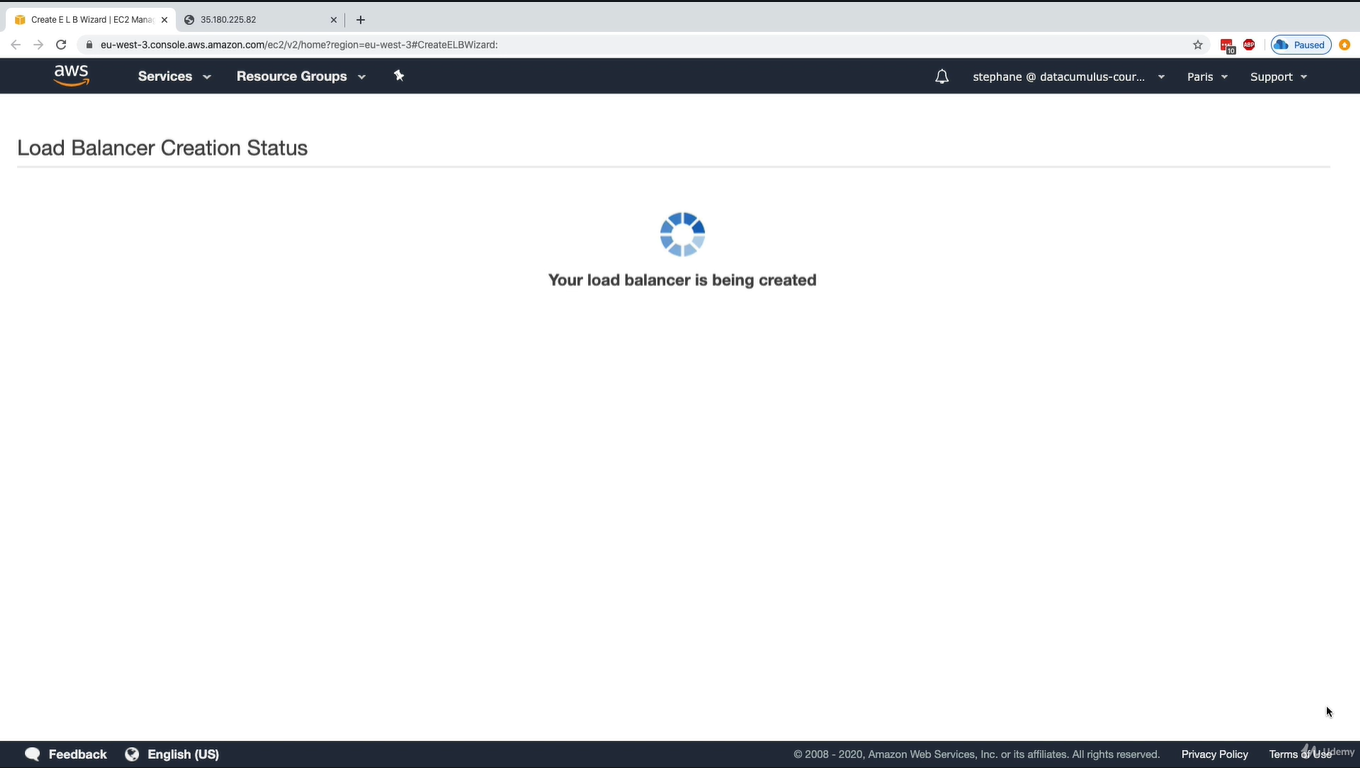 Create E L B Wizard | EC2 Mana
35.180.225.82
eu-west-3.console.aws.amazon.com/ec2/v2/home?region=eu-west-3#CreateELBWizard:
10
ABP
Paused
aws
Services
Resource Groups
stephane @ datacumulus-cour...
Paris
Support
Load Balancer Creation Status
Your load balancer is being created
Feedback
English (US)
© 2008 - 2020, Amazon Web Services, Inc. or its affiliates. All rights reserved.
Privacy Policy
Terms of Use
Udemy